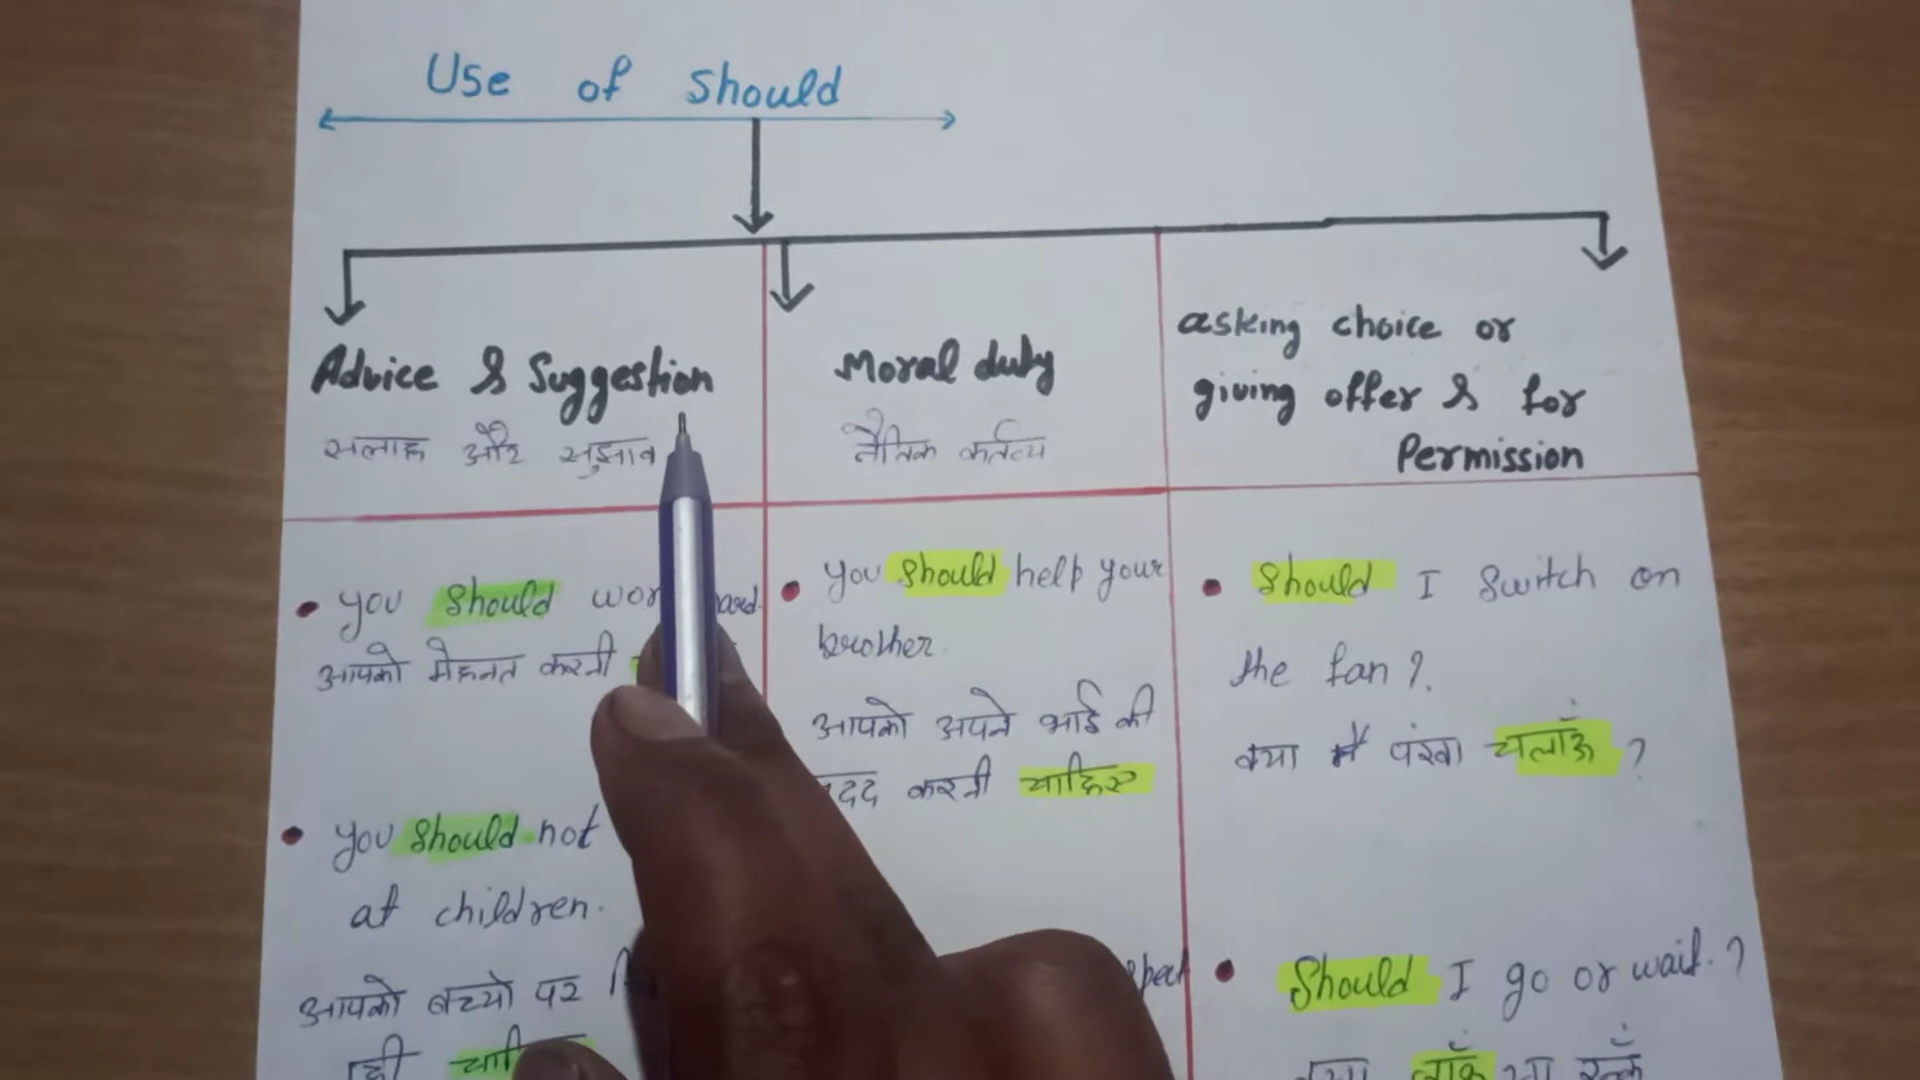 Use of Should
Advice & Suggestion
सलाह और सुझाव
Moral duty
नैतिक कर्तव्य
asking choice or
giving offer & for
Permission
you should
आपको मेहनत करनी
you should not
at children.
आपको बच्चो पर
ही
you should help your
brother.
आपको अपने भाई की
करनी चाहिए
Should I Switch on
the fan?
क्या पंखा चलाऊँ ?
Should I go or wait. ?